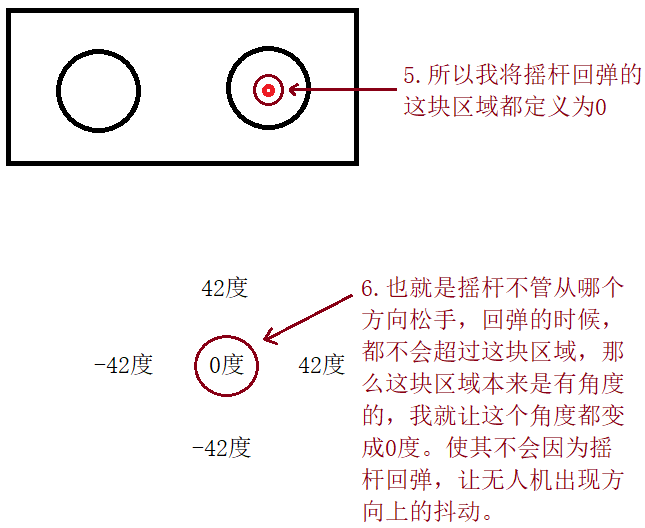 5.所以我将摇杆回弹的
这块区域都定义为0
42度
-42度
0度
42度
-42度
6.也就是摇杆不管从哪个
方向松手，回弹的时候，
都不会超过这块区域，那
么这块区域本来是有角度
的，我就让这个角度都变
成0度。使其不会因为摇
杆回弹，让无人机出现方
向上的抖动。